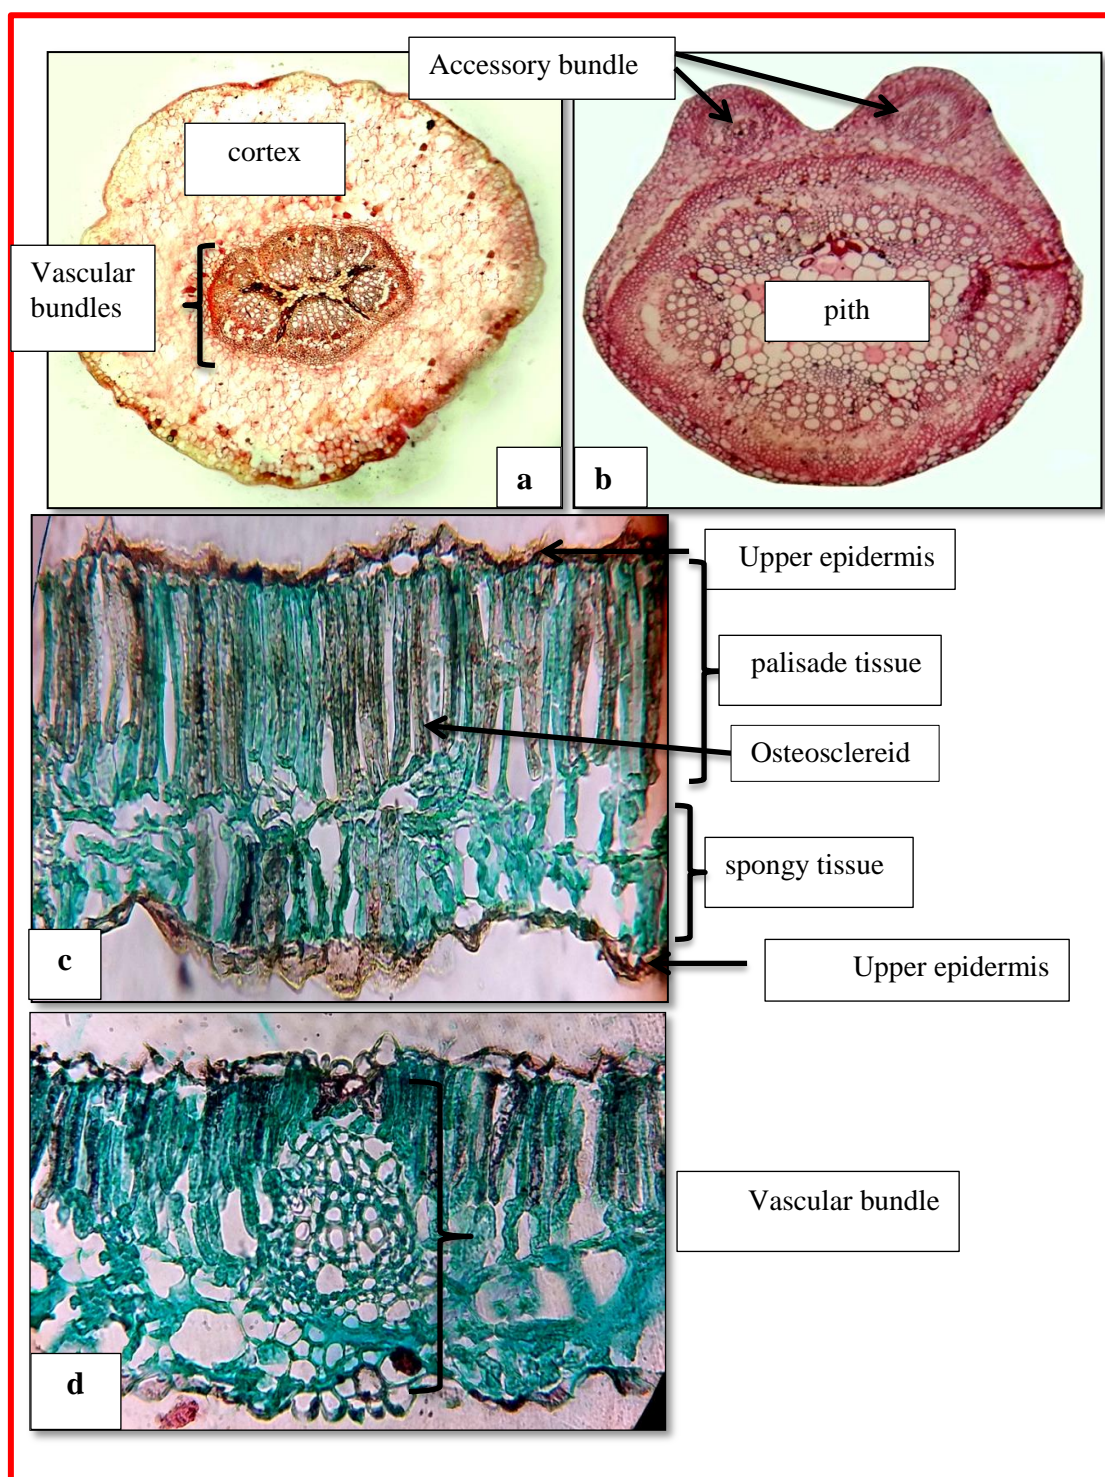 Accessory bundle
cortex
Vascular
bundles
pith
a
b
Upper epidermis
palisade tissue
Osteosclereid
spongy tissue
Upper epidermis
c
Vascular bundle
d